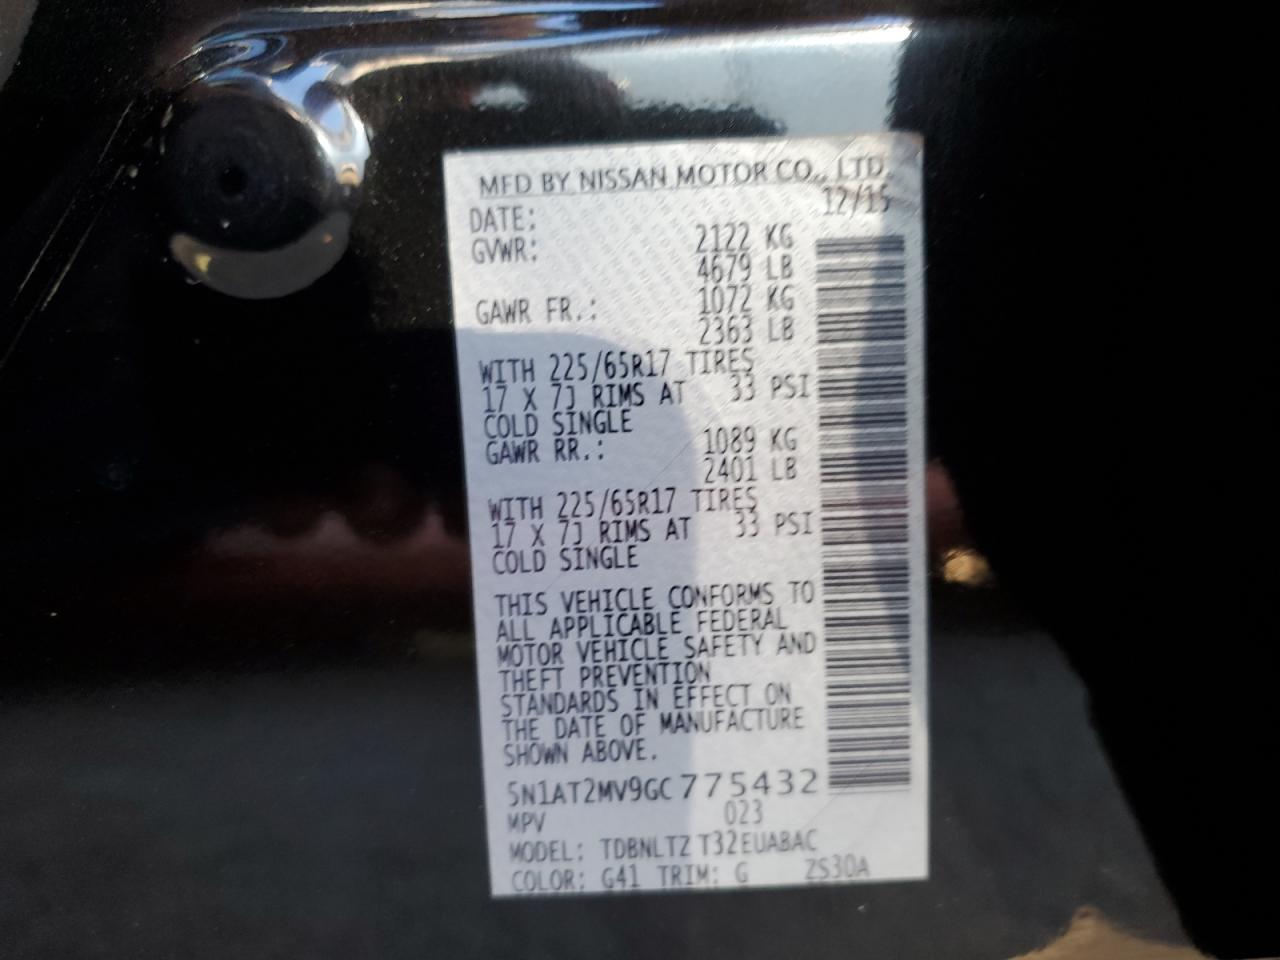 MFD BY NISSAN MOTOR CO., LTD.
DATE: 12/15
GVWR: 2122 KG
4679 LB
GAWR FR.: 1072 KG
2363 LB
WITH 225/65R17 TIRES
17 X 7J RIMS AT 33 PSI
COLD SINGLE
GAWR RR.: 1089 KG
2401 LB
WITH 225/65R17 TIRES
17 X 7J RIMS AT 33 PSI
COLD SINGLE
THIS VEHICLE CONFORMS TO
ALL APPLICABLE FEDERAL
MOTOR VEHICLE SAFETY AND
THEFT PREVENTION
STANDARDS IN EFFECT ON
THE DATE OF MANUFACTURE
SHOWN ABOVE.
5N1AT2MV9GC775432
MPV 023
MODEL: TDBNLTZ T32EUABAC
COLOR: G41 TRIM: G ZS30A